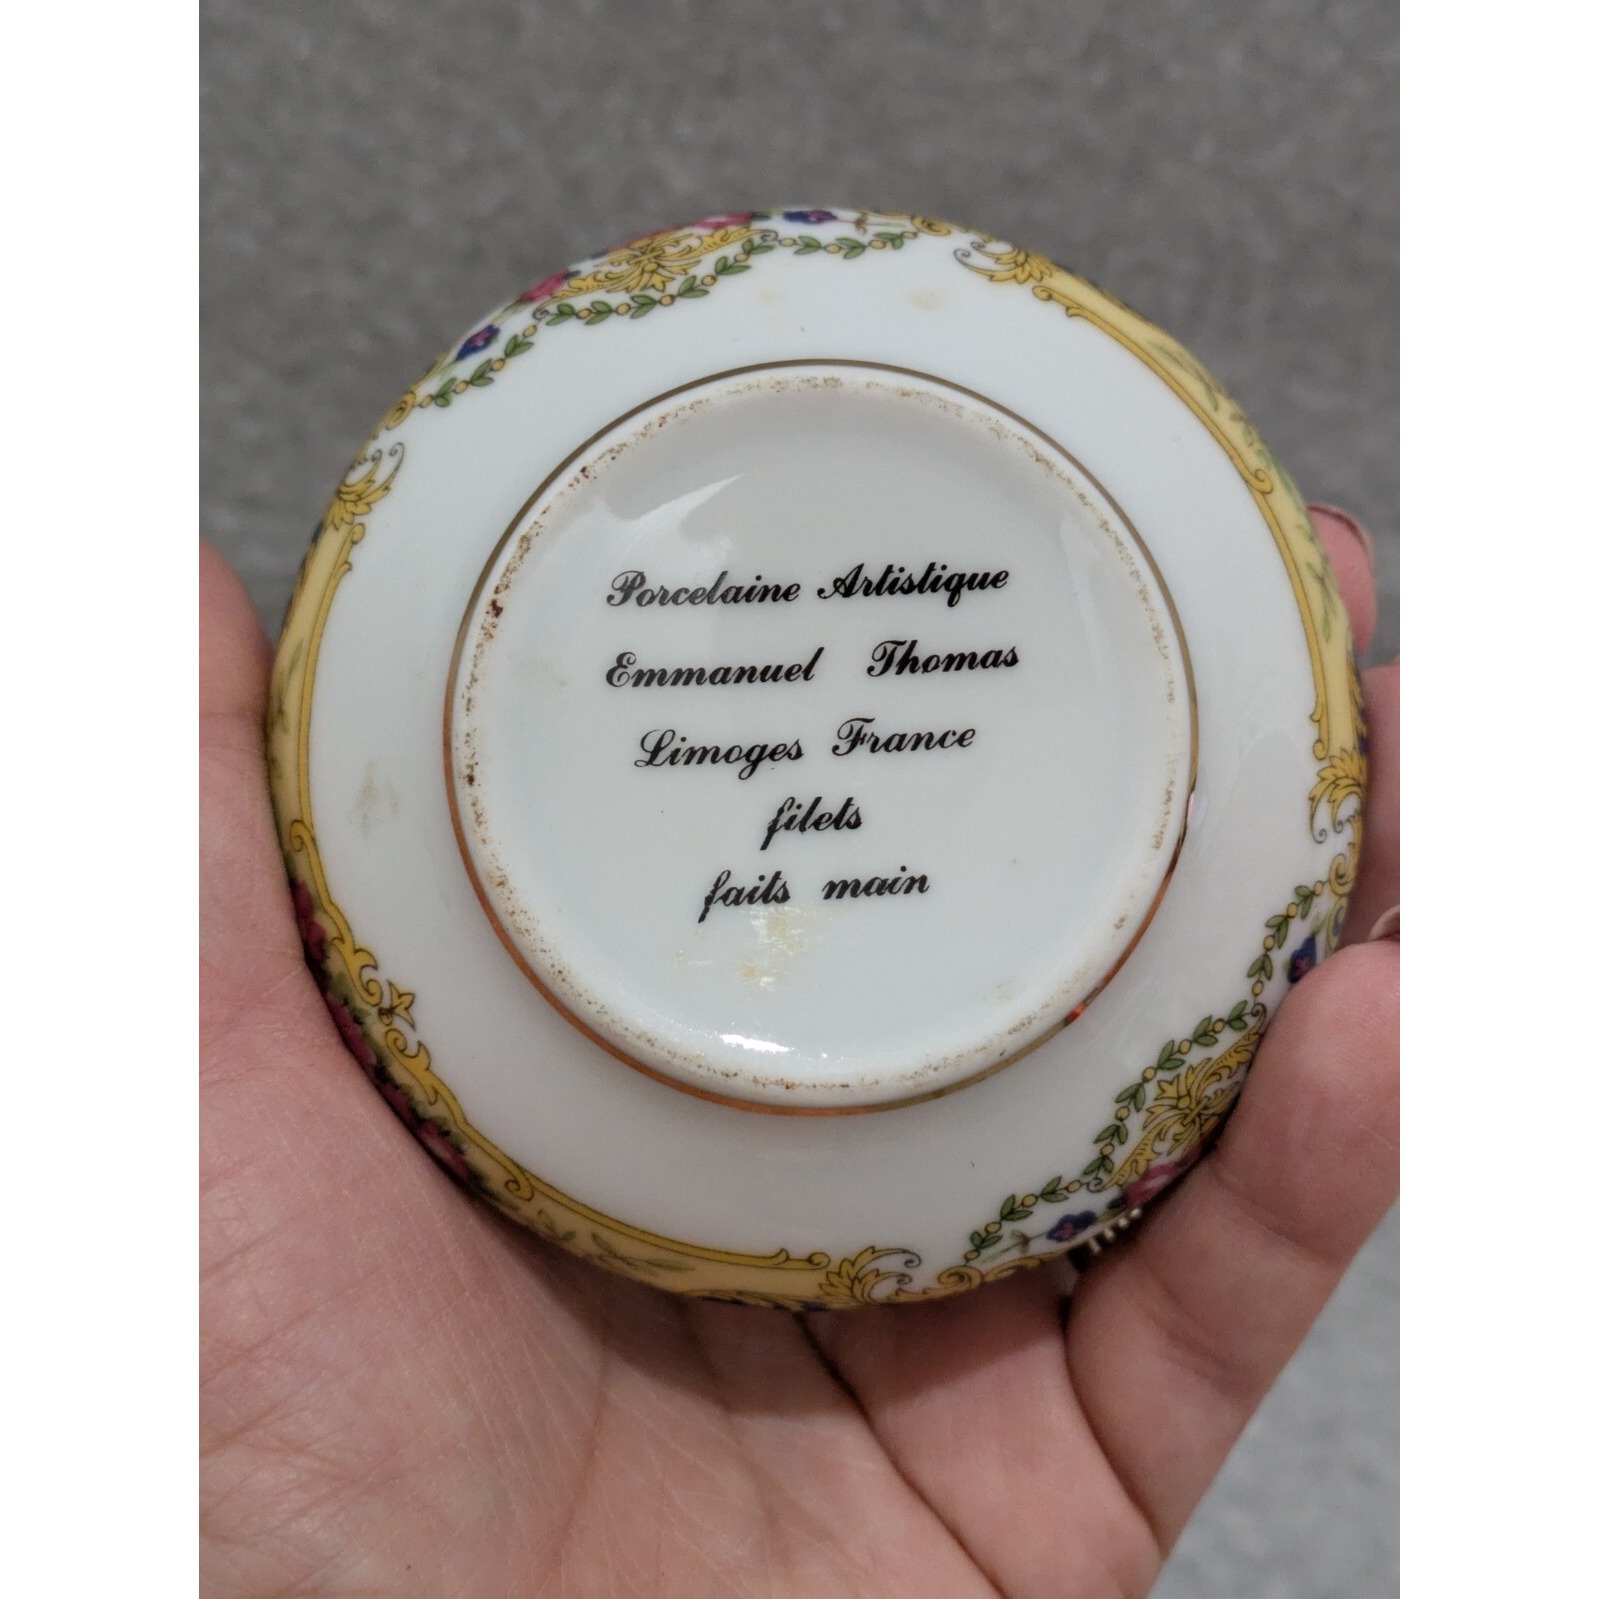 Porcelaine Artistique
Emmanuel Thomas
Limoges France
filets
faits main